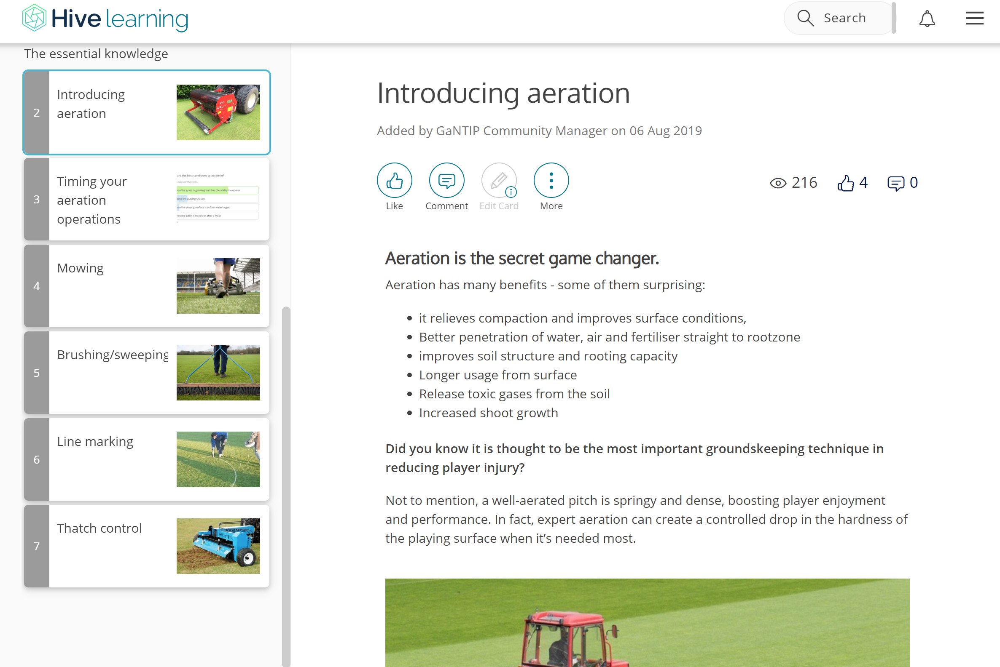 Hive learning
Search
The essential knowledge
2
Introducing
aeration
3
Timing your
aeration
operations
are the best conditions to aerate in?
can see who voted
hen the grass is growing and has the ability to recover
ring the playing season
hen the playing surface is soft or waterlogged
hen the pitch is frozen or after a frost
4
Mowing
5
Brushing/sweeping
6
Line marking
7
Thatch control
Introducing aeration
Added by GaNTIP Community Manager on 06 Aug 2019
Like
Comment
Edit Card
More
216
4
0
Aeration is the secret game changer.
Aeration has many benefits - some of them surprising:
it relieves compaction and improves surface conditions,
Better penetration of water, air and fertiliser straight to rootzone
improves soil structure and rooting capacity
Longer usage from surface
Release toxic gases from the soil
Increased shoot growth
Did you know it is thought to be the most important groundskeeping technique in
reducing player injury?
Not to mention, a well-aerated pitch is springy and dense, boosting player enjoyment
and performance. In fact, expert aeration can create a controlled drop in the hardness of
the playing surface when it’s needed most.